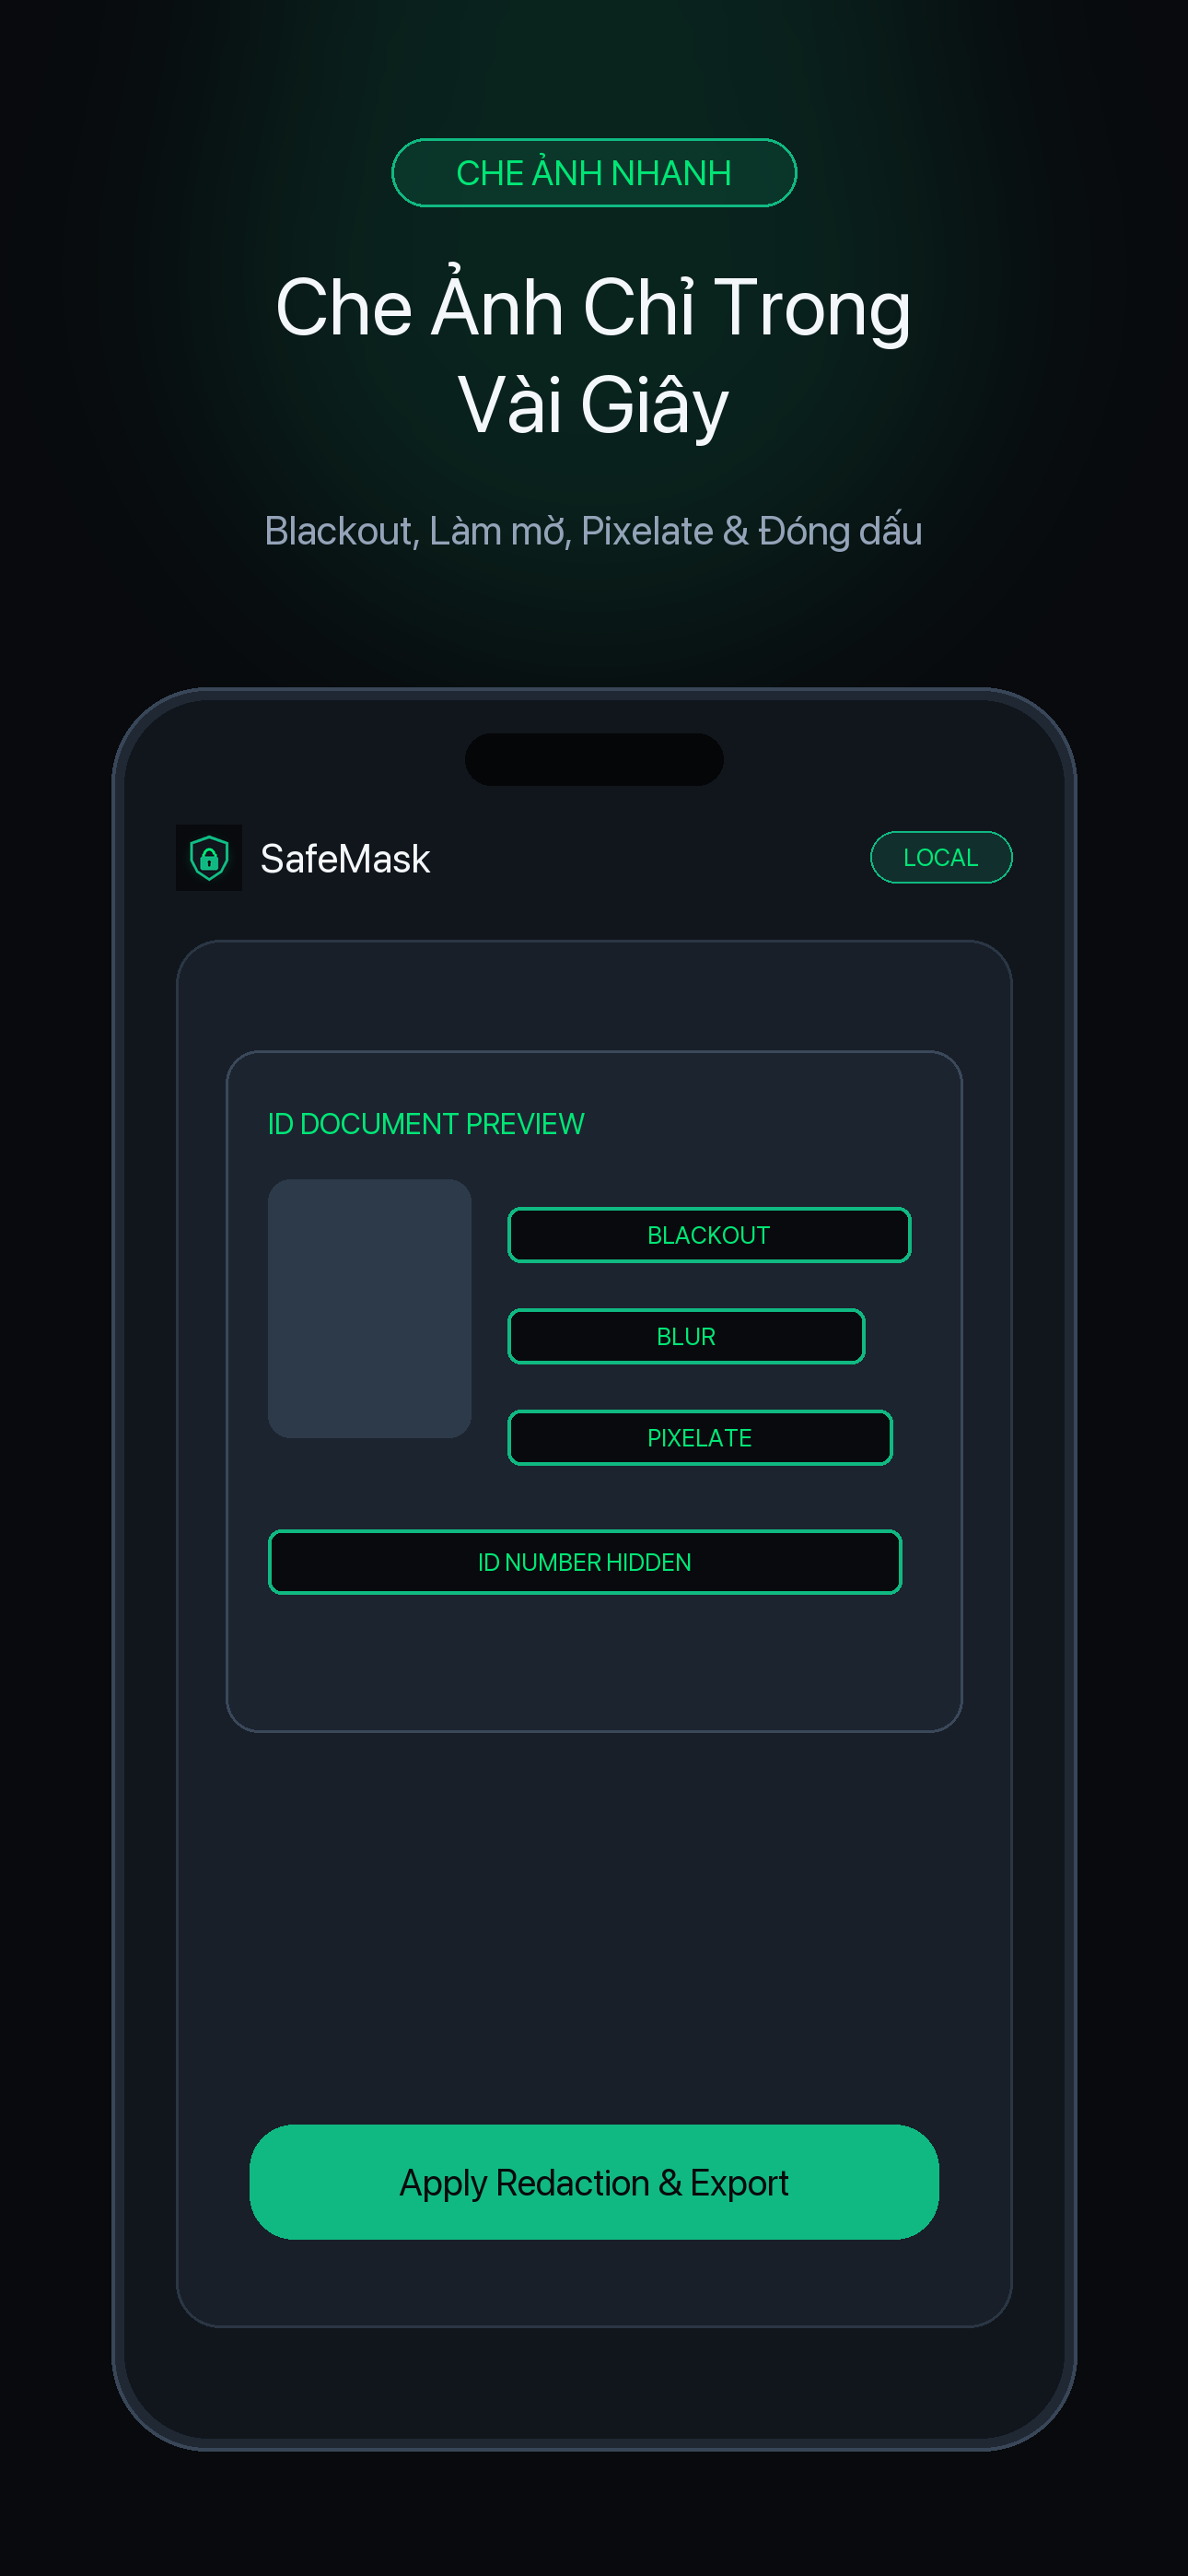 CHE ẢNH NHANH
Che Ảnh Chỉ Trong
Vài Giây
Blackout, Làm mờ, Pixelate & Đóng dấu
SafeMask
LOCAL
ID DOCUMENT PREVIEW
BLACKOUT
BLUR
PIXELATE
ID NUMBER HIDDEN
Apply Redaction & Export